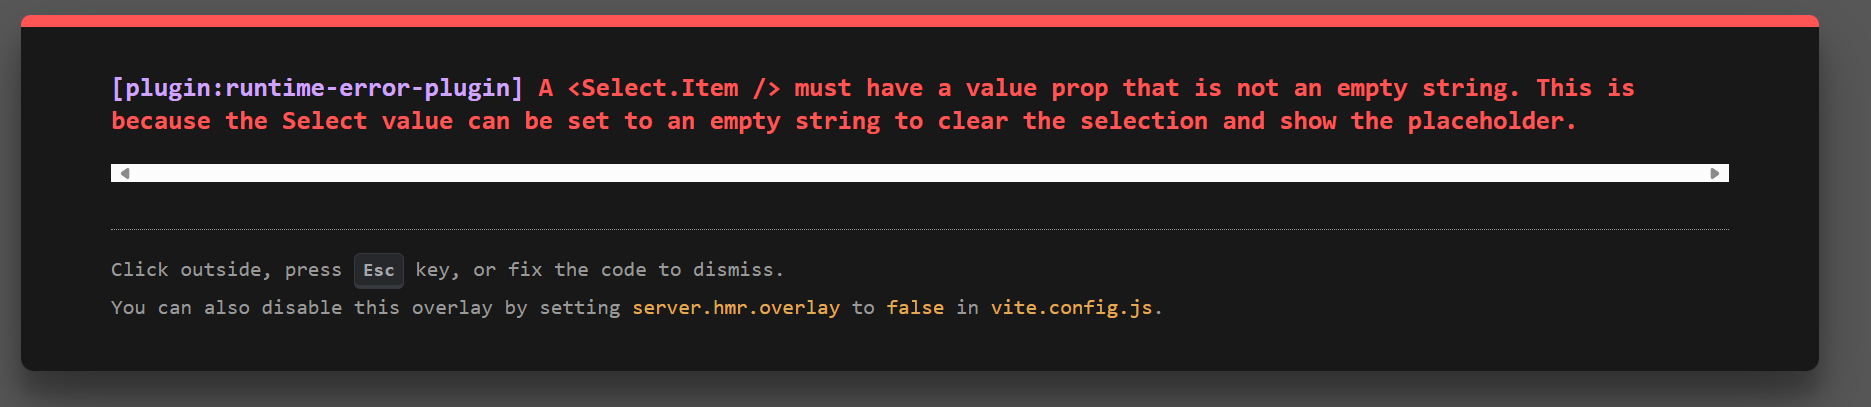 [plugin:runtime-error-plugin] A <Select.Item /> must have a value prop that is not an empty string. This is
because the Select value can be set to an empty string to clear the selection and show the placeholder.
Click outside, press Esc key, or fix the code to dismiss.
You can also disable this overlay by setting server.hmr.overlay to false in vite.config.js.